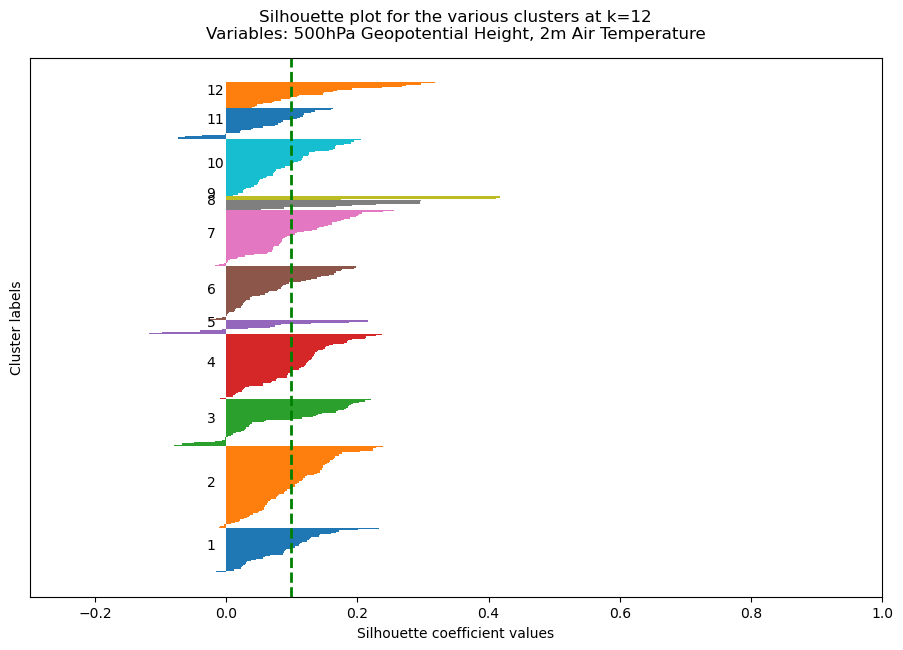 Silhouette plot for the various clusters at k=12
Variables: 500hPa Geopotential Height, 2m Air Temperature
12
11
10
9
8
7
6
5
4
3
2
1
Cluster labels
−0.2 0.0 0.2 0.4 0.6 0.8 1.0
Silhouette coefficient values